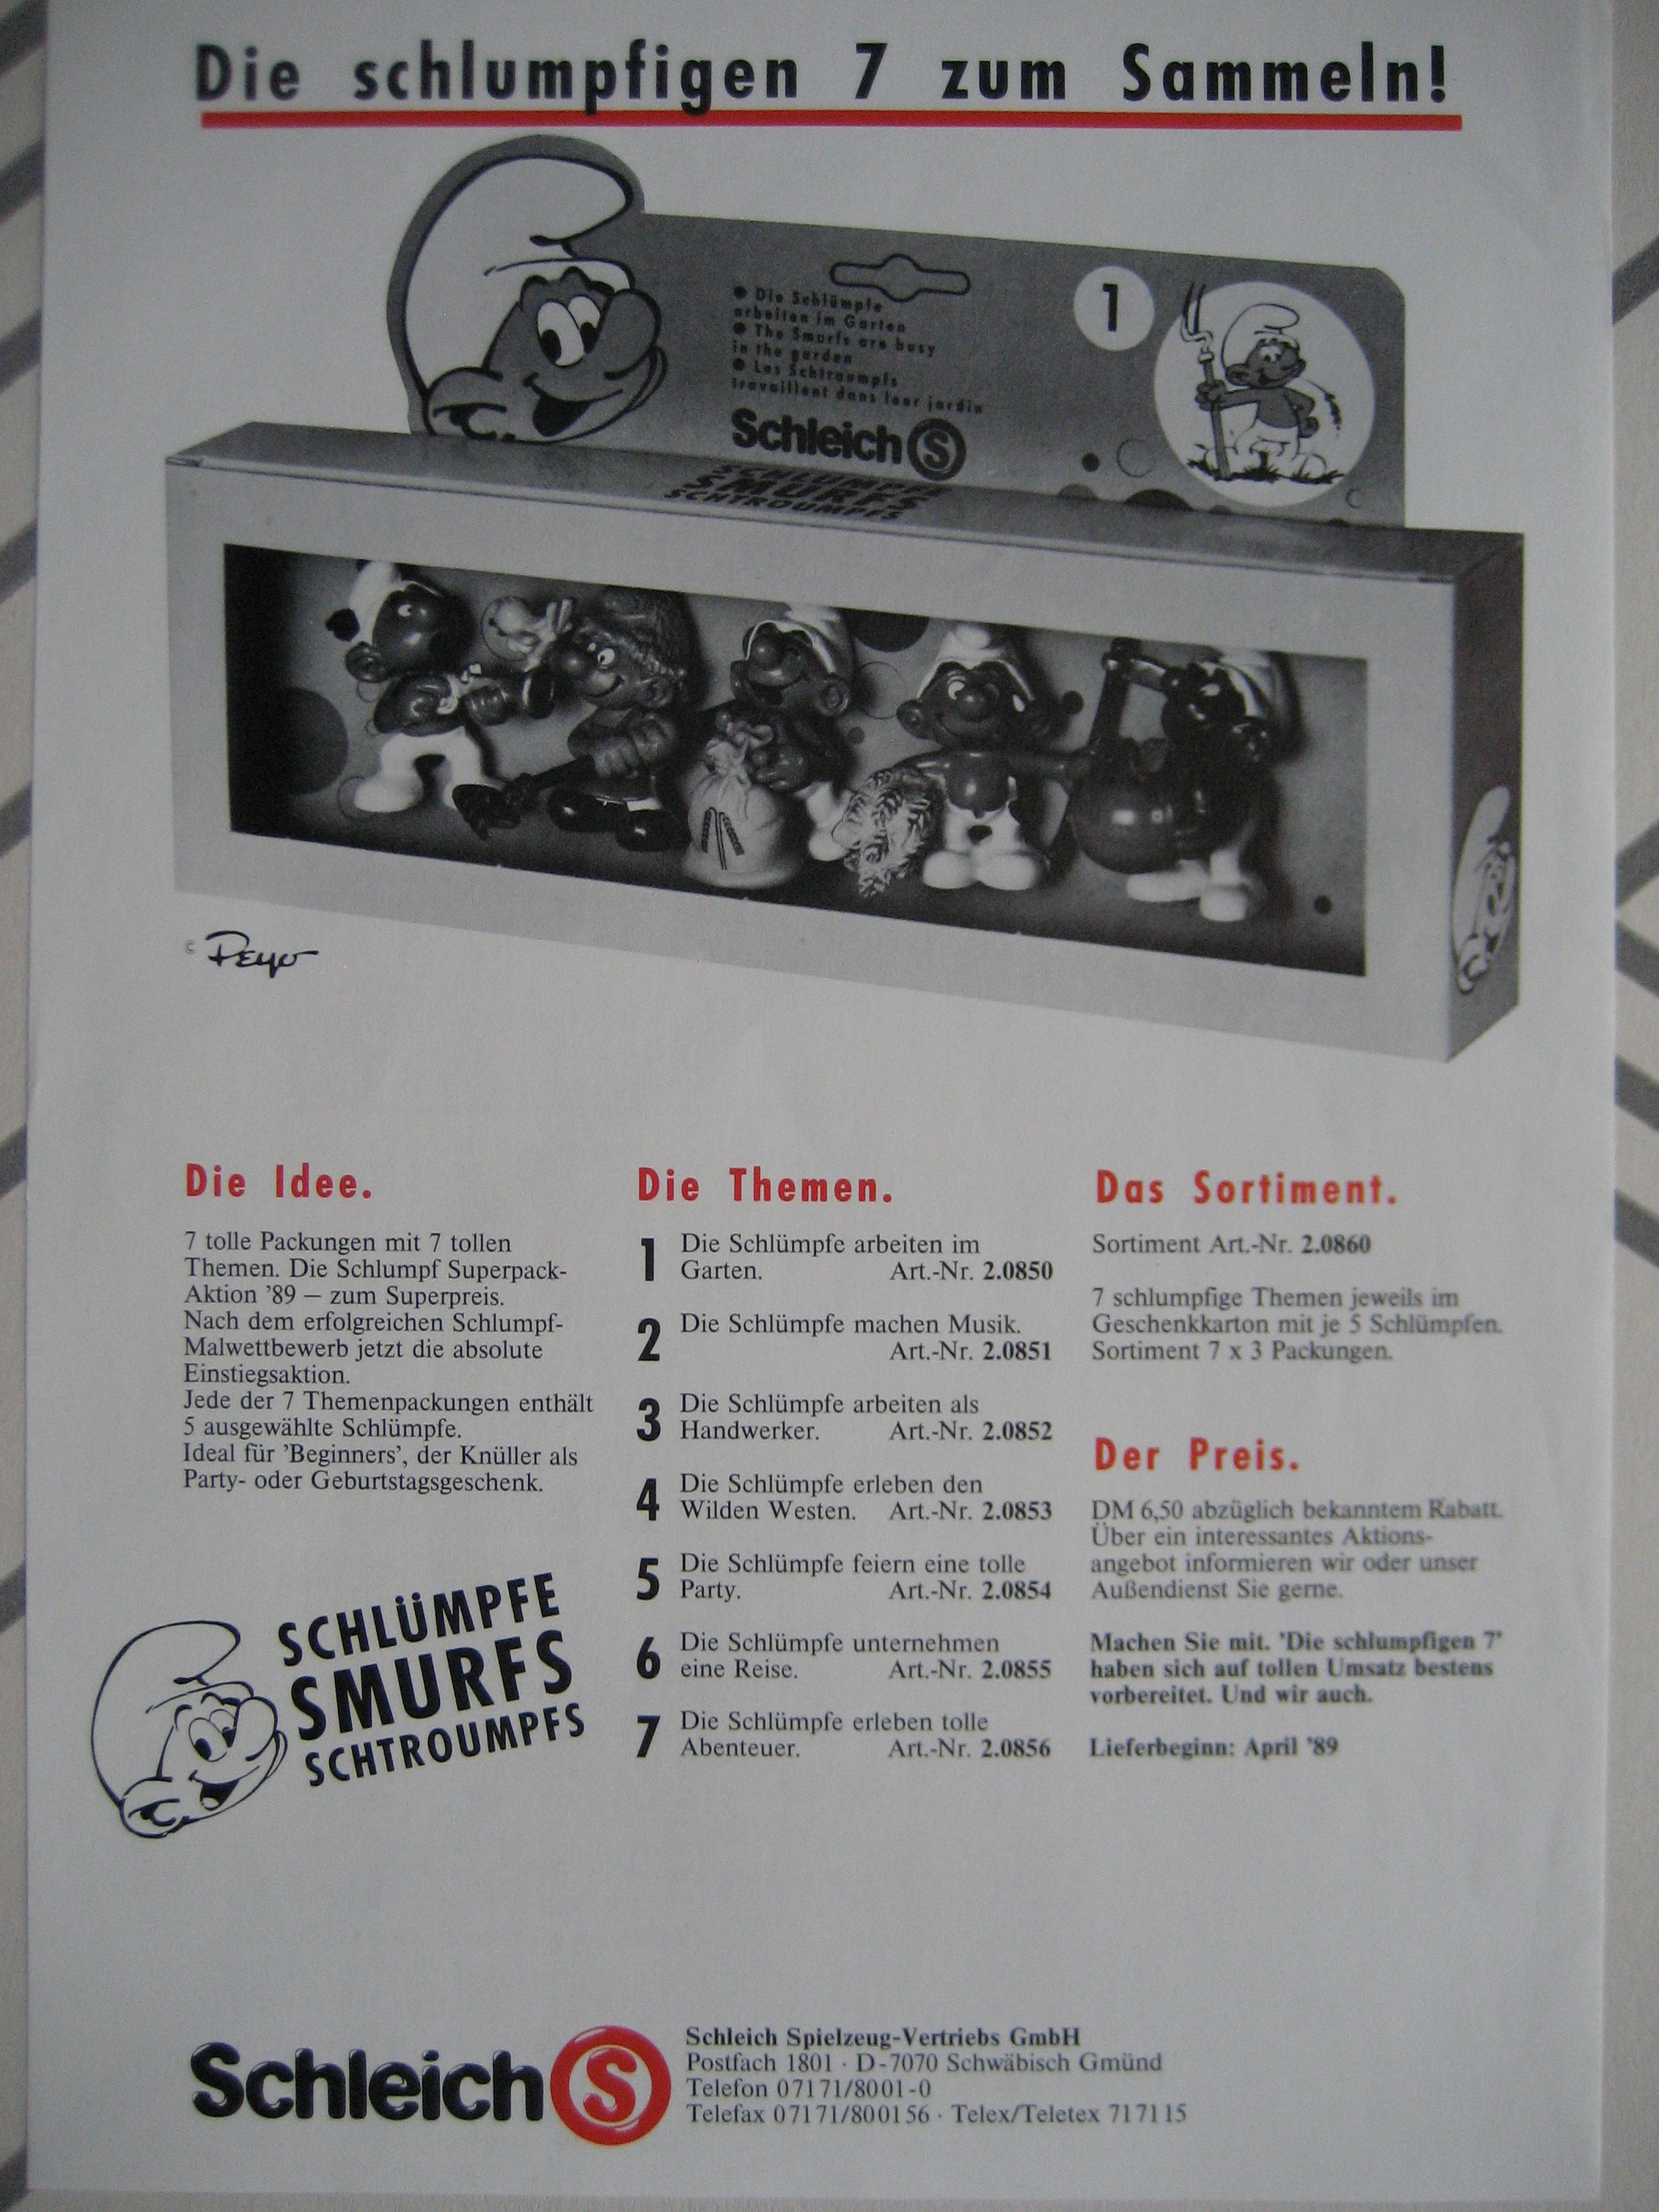 Die schlumpfigen 7 zum Sammeln!
• Die Schlümpfe
arbeiten im Garten
• The Smurfs are busy
in the garden
• Les Schtroumpfs
travaillent dans leur jardin
Schleich S
1
SCHLÜMPFE
SMURFS
SCHTROUMPFS
© Peyo
Die Idee.
7 tolle Packungen mit 7 tollen
Themen. Die Schlumpf Superpack-
Aktion '89 – zum Superpreis.
Nach dem erfolgreichen Schlumpf-
Malwettbewerb jetzt die absolute
Einstiegsaktion.
Jede der 7 Themenpackungen enthält
5 ausgewählte Schlümpfe.
Ideal für 'Beginners', der Knüller als
Party- oder Geburtstagsgeschenk.
SCHLÜMPFE
SMURFS
SCHTROUMPFS
Die Themen.
1 Die Schlümpfe arbeiten im
Garten. Art.-Nr. 2.0850
2 Die Schlümpfe machen Musik.
Art.-Nr. 2.0851
3 Die Schlümpfe arbeiten als
Handwerker. Art.-Nr. 2.0852
4 Die Schlümpfe erleben den
Wilden Westen. Art.-Nr. 2.0853
5 Die Schlümpfe feiern eine tolle
Party. Art.-Nr. 2.0854
6 Die Schlümpfe unternehmen
eine Reise. Art.-Nr. 2.0855
7 Die Schlümpfe erleben tolle
Abenteuer. Art.-Nr. 2.0856
Das Sortiment.
Sortiment Art.-Nr. 2.0860
7 schlumpfige Themen jeweils im
Geschenkkarton mit je 5 Schlümpfen.
Sortiment 7 x 3 Packungen.
Der Preis.
DM 6,50 abzüglich bekanntem Rabatt.
Über ein interessantes Aktions-
angebot informieren wir oder unser
Außendienst Sie gerne.
Machen Sie mit. 'Die schlumpfigen 7'
haben sich auf tollen Umsatz bestens
vorbereitet. Und wir auch.
Lieferbeginn: April '89
Schleich S
Schleich Spielzeug-Vertriebs GmbH
Postfach 1801 · D-7070 Schwäbisch Gmünd
Telefon 07171/8001-0
Telefax 07171/800156 · Telex/Teletex 717115